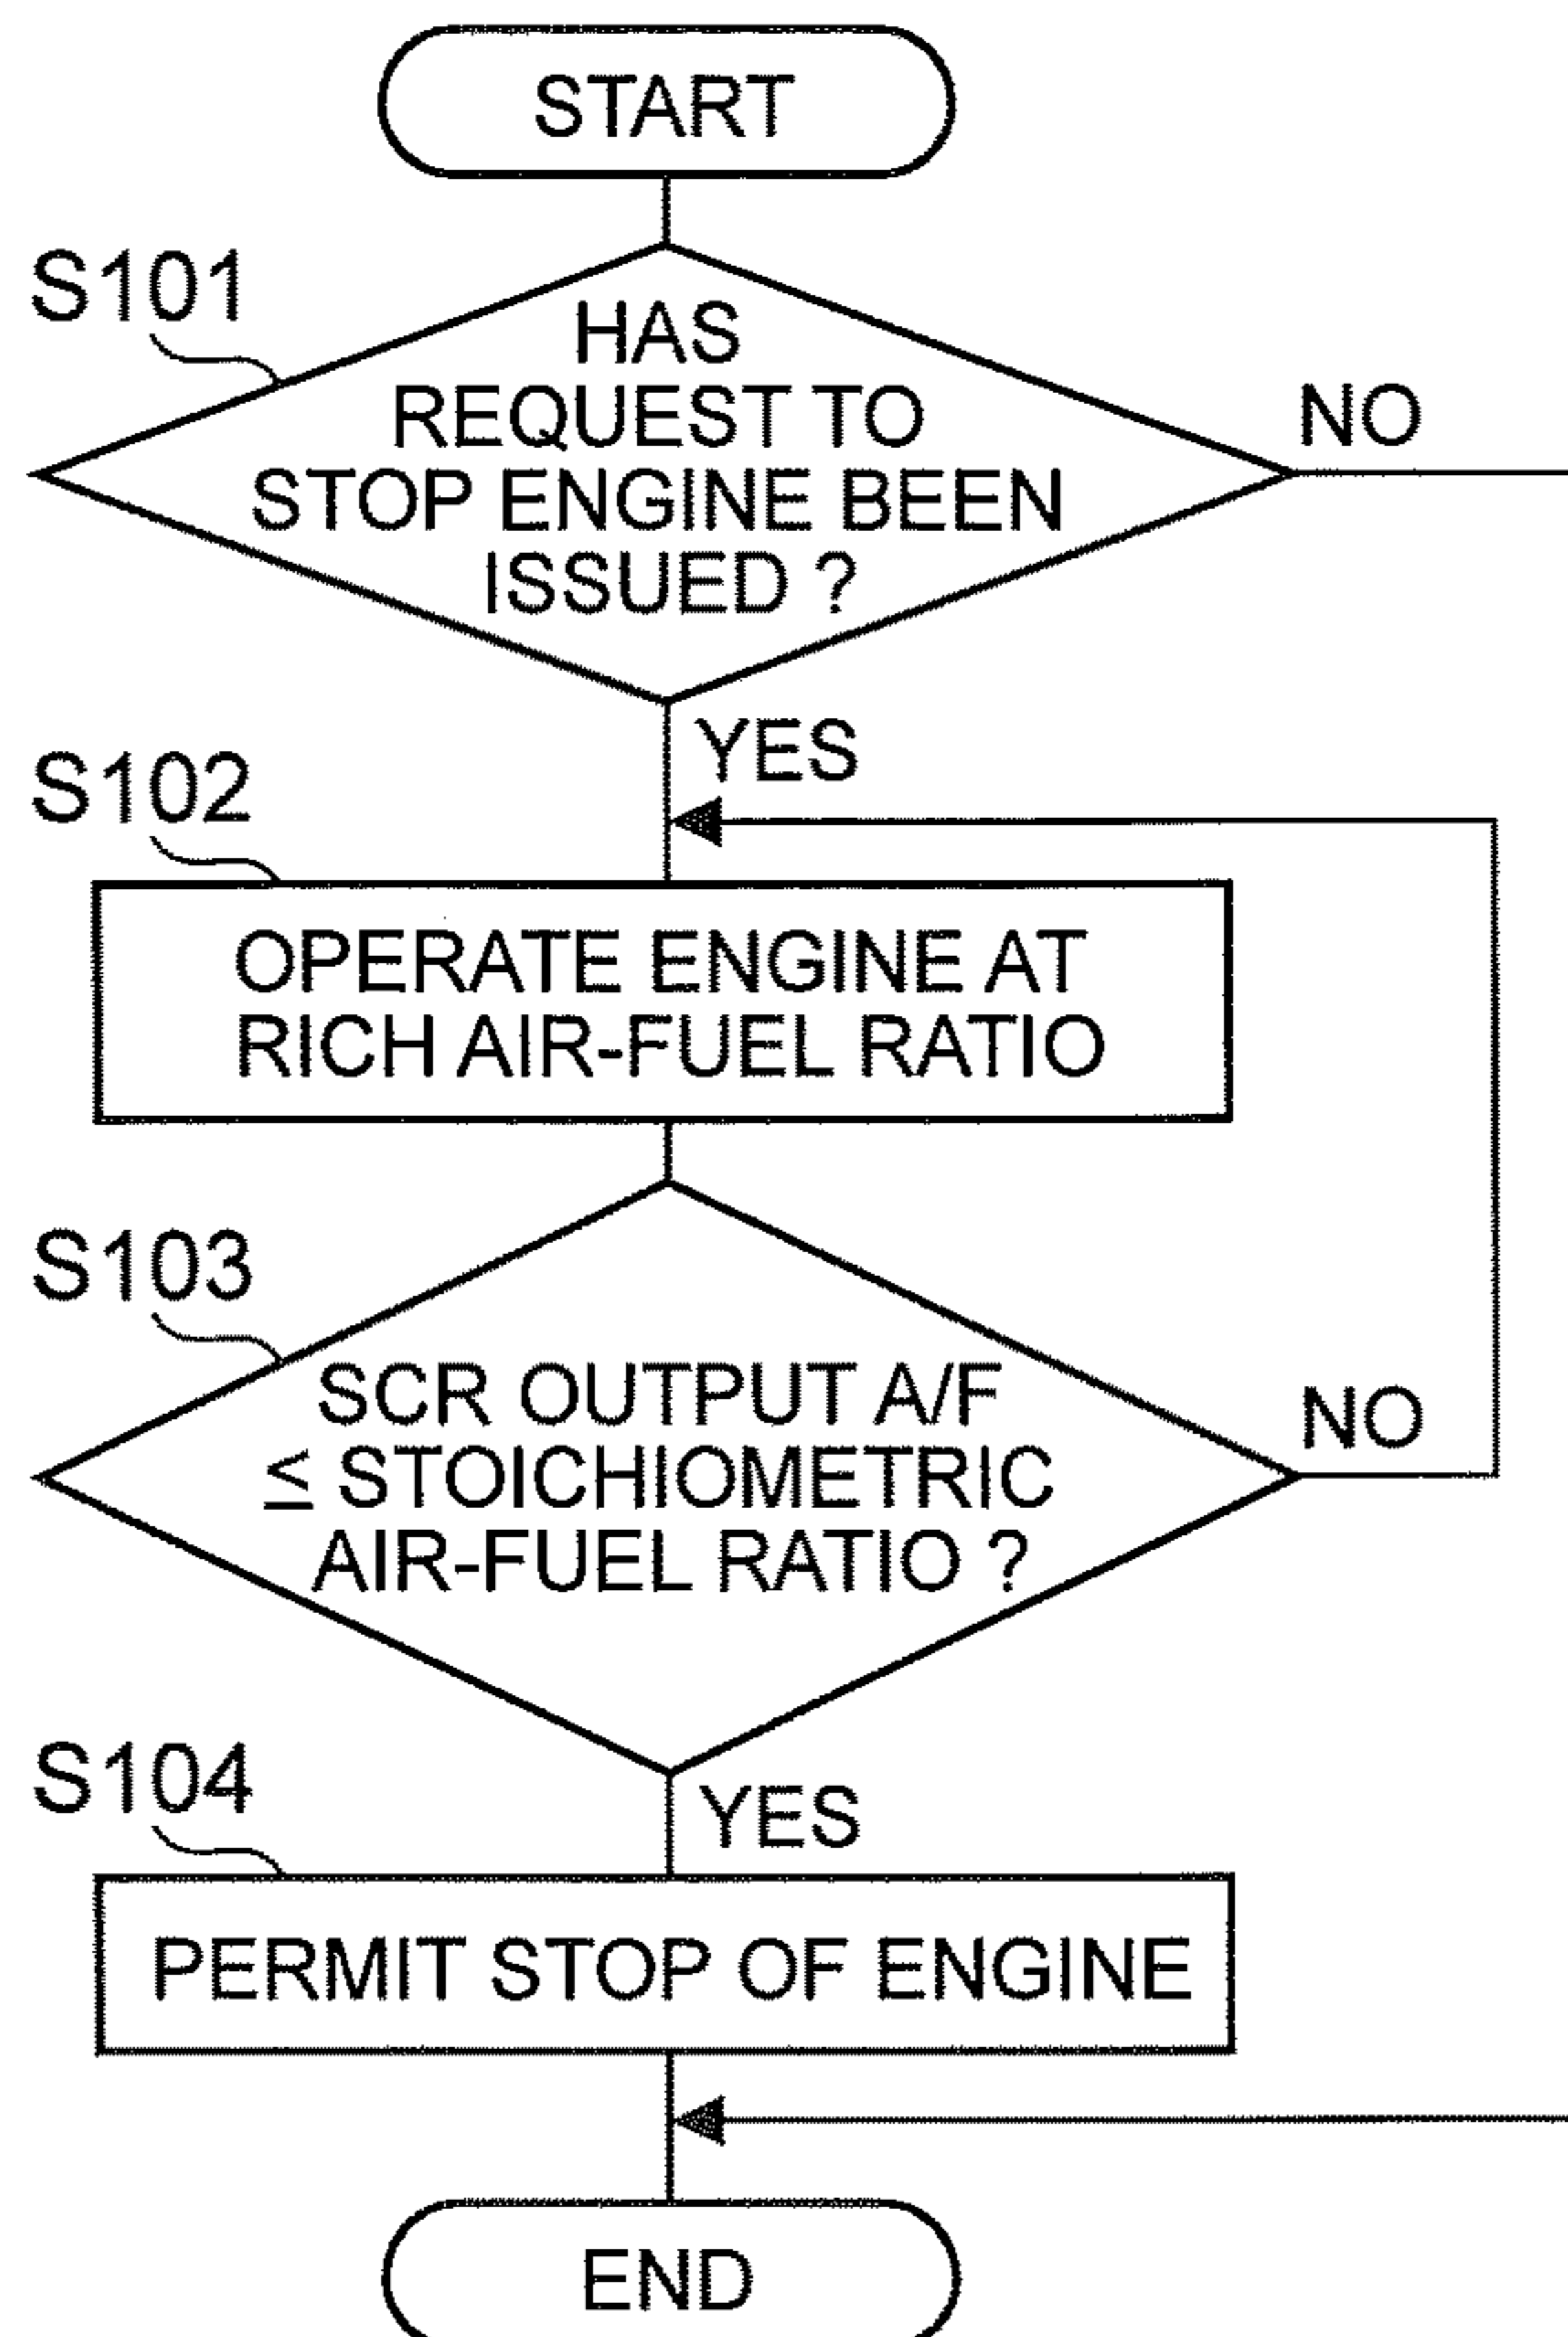 START
S101
HAS
REQUEST TO
STOP ENGINE BEEN
ISSUED ?
NO
YES
S102
OPERATE ENGINE AT
RICH AIR-FUEL RATIO
S103
SCR OUTPUT A/F
≤ STOICHIOMETRIC
AIR-FUEL RATIO ?
NO
YES
S104
PERMIT STOP OF ENGINE
END